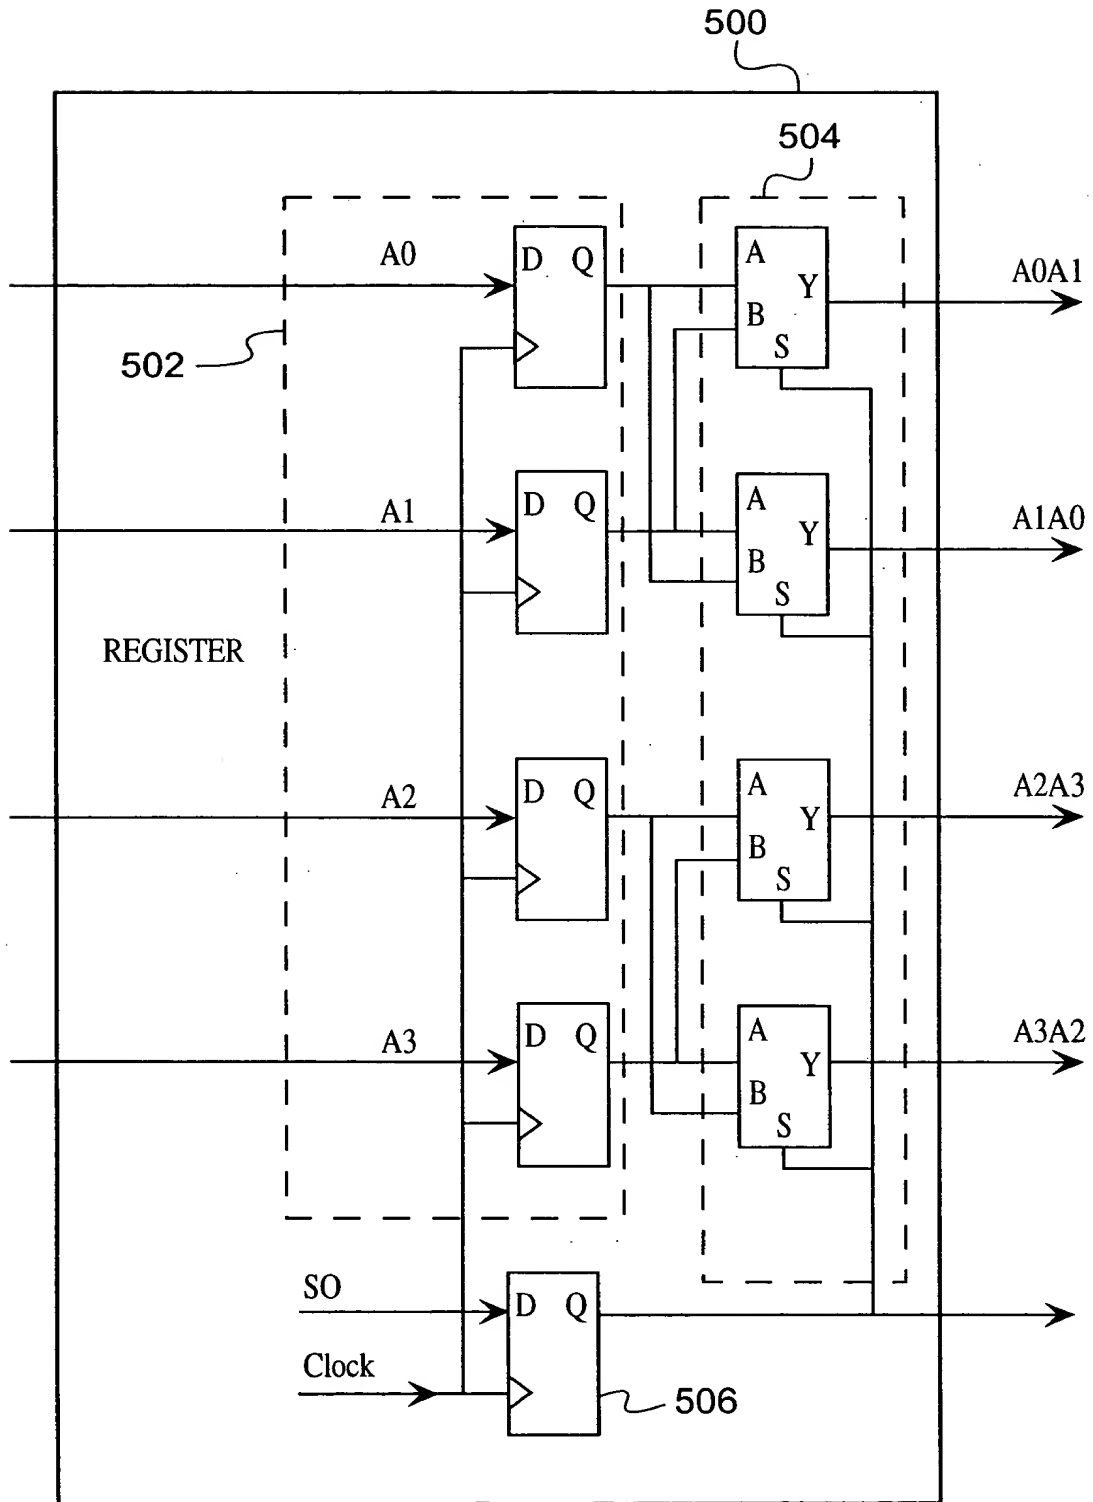 500
504
A0
D Q
A
Y
B
S
A0A1
502
A1
D Q
A
Y
B
S
A1A0
REGISTER
A2
D Q
A
Y
B
S
A2A3
A3
D Q
A
Y
B
S
A3A2
SO
D Q
Clock
506